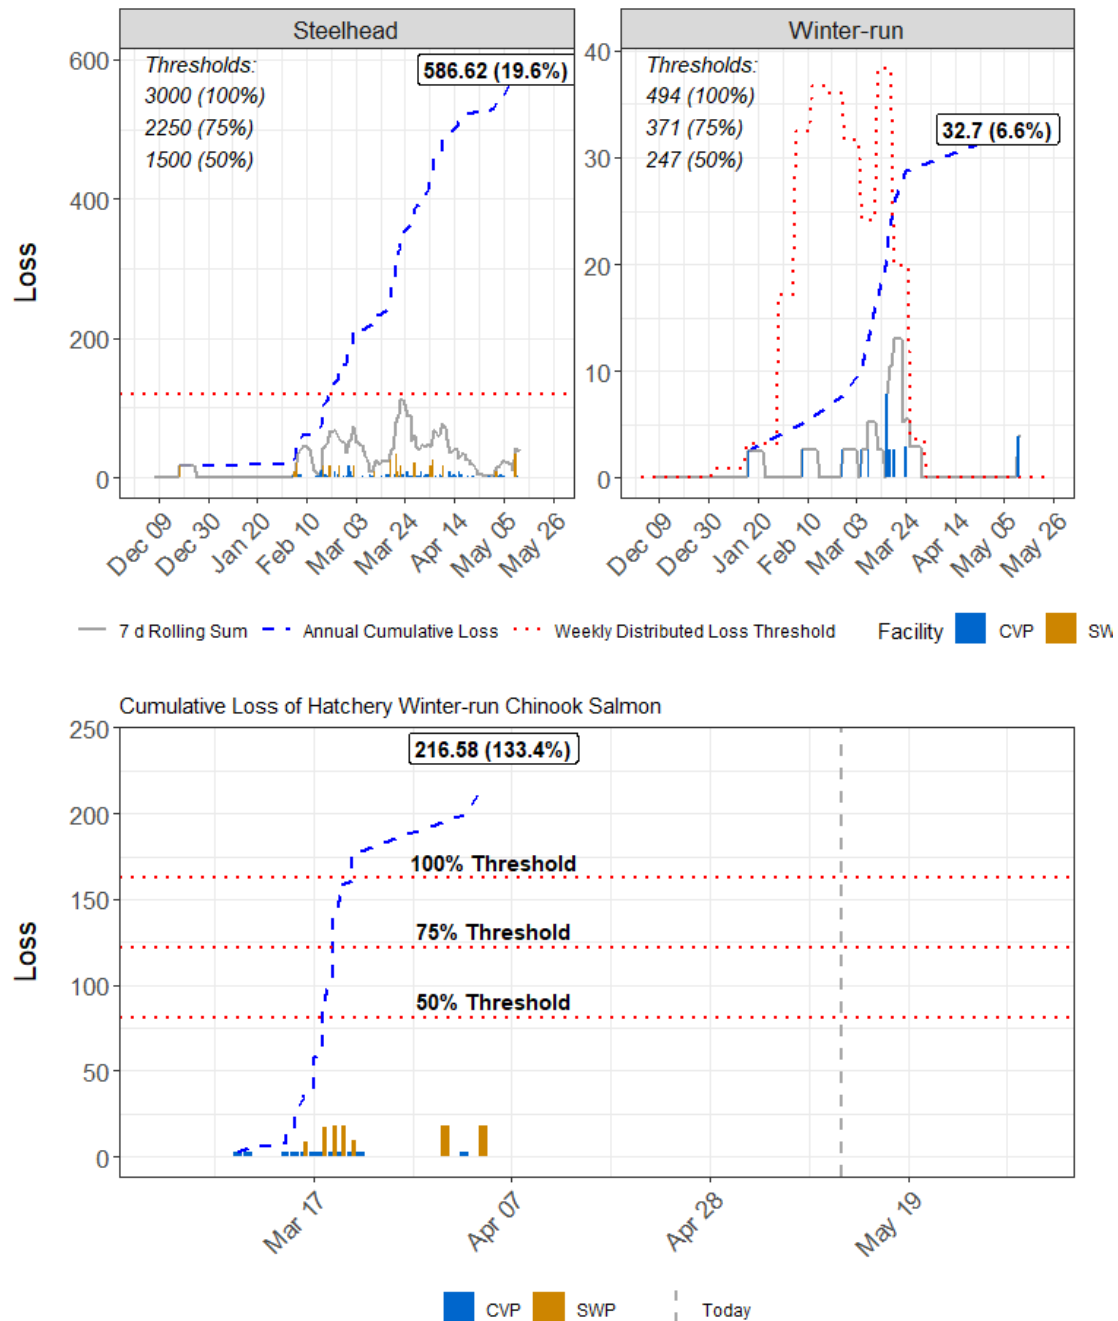 Steelhead
Winter-run
Thresholds:
3000 (100%)
2250 (75%)
1500 (50%)
586.62 (19.6%)
Thresholds:
494 (100%)
371 (75%)
247 (50%)
32.7 (6.6%)
600
400
200
0
40
30
20
10
0
Loss
Dec 09
Dec 30
Jan 20
Feb 10
Mar 03
Mar 24
Apr 14
May 05
May 26
Dec 09
Dec 30
Jan 20
Feb 10
Mar 03
Mar 24
Apr 14
May 05
May 26
7 d Rolling Sum Annual Cumulative Loss Weekly Distributed Loss Threshold Facility CVP SW
Cumulative Loss of Hatchery Winter-run Chinook Salmon
250
200
150
100
50
0
Loss
216.58 (133.4%)
100% Threshold
75% Threshold
50% Threshold
Mar 17
Apr 07
Apr 28
May 19
CVP SWP Today